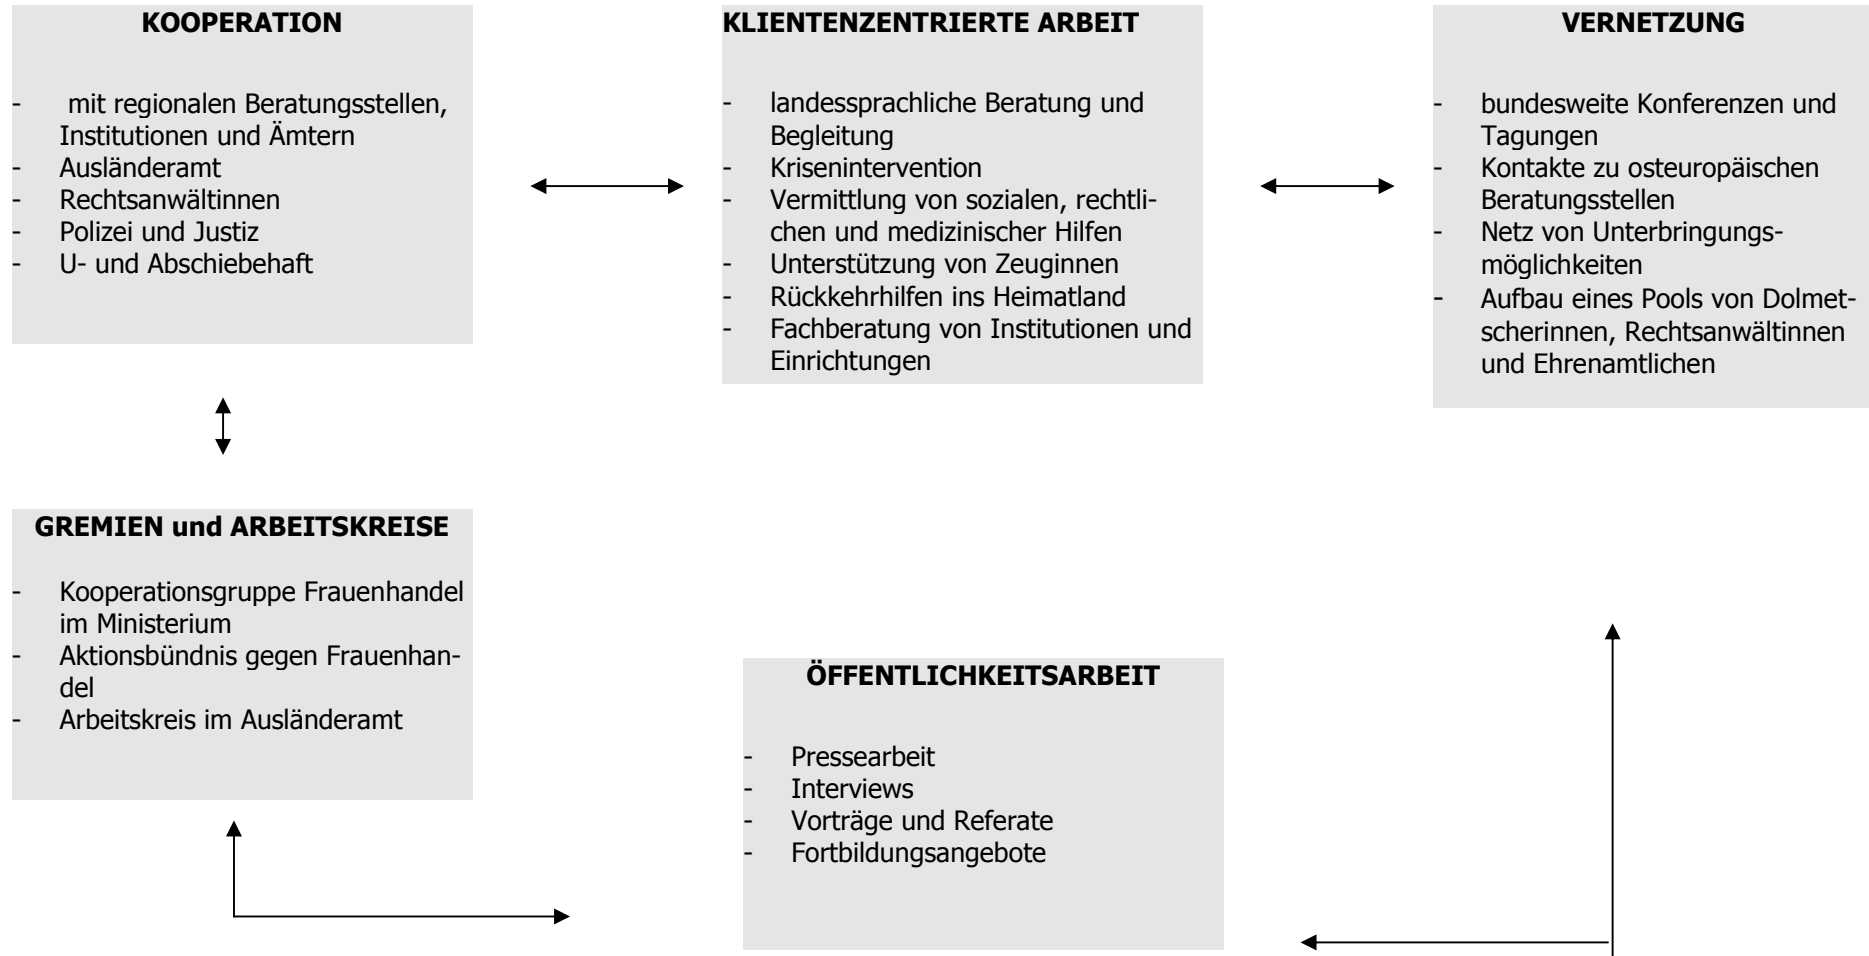 KOOPERATION
- mit regionalen Beratungsstellen,
Institutionen und Ämtern
- Ausländeramt
- Rechtsanwältinnen
- Polizei und Justiz
- U- und Abschiebehaft
KLIENTENZENTRIERTE ARBEIT
- landessprachliche Beratung und
Begleitung
- Krisenintervention
- Vermittlung von sozialen, rechtli-
chen und medizinischer Hilfen
- Unterstützung von Zeuginnen
- Rückkehrhilfen ins Heimatland
- Fachberatung von Institutionen und
Einrichtungen
VERNETZUNG
- bundesweite Konferenzen und
Tagungen
- Kontakte zu osteuropäischen
Beratungsstellen
- Netz von Unterbringungs-
möglichkeiten
- Aufbau eines Pools von Dolmet-
scherinnen, Rechtsanwältinnen
und Ehrenamtlichen
GREMIEN und ARBEITSKREISE
- Kooperationsgruppe Frauenhandel
im Ministerium
- Aktionsbündnis gegen Frauenhan-
del
- Arbeitskreis im Ausländeramt
ÖFFENTLICHKEITSARBEIT
- Pressearbeit
- Interviews
- Vorträge und Referate
- Fortbildungsangebote